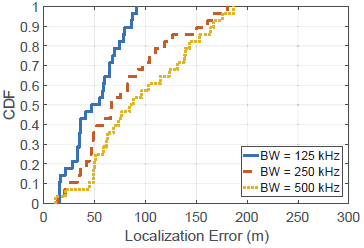 1
0.9
0.8
0.7
0.6
0.5
0.4
0.3
0.2
0.1
0
CDF
BW = 125 kHz
BW = 250 kHz
BW = 500 kHz
0 50 100 150 200 250 300
Localization Error (m)